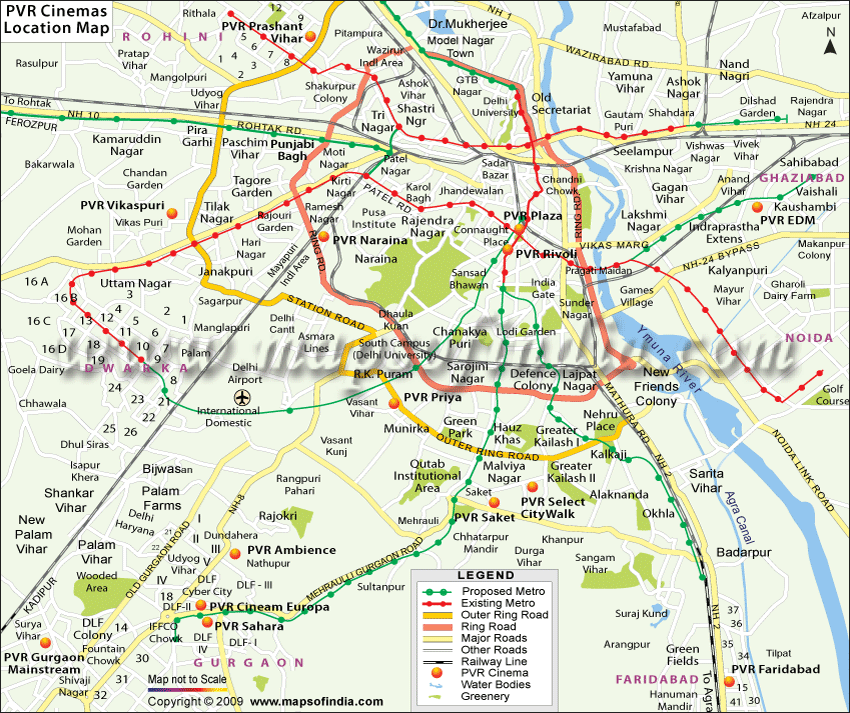 PVR Cinemas
Location Map
Rithala
ROHINI
PVR Prashant
Vihar
Pitampura
Dr.Mukherjee
NH 1
Afzalpur
N
Model Nagar
Town
Wazirur
Indl Area
WAZIRABAD RD.
Rasulpur
Pratap
Vihar
Mangolpuri
Udyog
Vihar
Shakurpur
Colony
Ashok
Vihar
GTB
Nagar
Delhi
University
Old
Secretariat
Yamuna
Vihar
Ashok
Nagar
Nand
Nagri
To Rohtak
FEROZPUR
NH 10
ROHTAK RD.
Tri
Nagar
Shastri
Ngr
Gautam
Puri
Shahdara
Dilshad
Garden
Rajendra
Nagar
NH 24
Kamaruddin
Nagar
Pira
Garhi
Paschim
Vihar
Punjabi
Bagh
Moti
Nagar
Patel
Nagar
Sadar
Bazar
Chandni
Chowk
Seelampur
Mustafabad
Krishna Nagar
Vishwas
Nagar
Vivek
Vihar
Sahibabad
GHAZIABAD
Bakarwala
Chandan
Garden
Tagore
Garden
Kirti
Nagar
PATEL RD.
Karol
Bagh
Jhandewalan
RING RD.
Gagan
Vihar
Anand
Vihar
Vaishali
Kaushambi
PVR Vikaspuri
Vikas Puri
Tilak
Nagar
Rajouri
Garden
Ramesh
Nagar
Pusa
Institute
Rajendra
Nagar
PVR Plaza
Connaught
Place
PVR Rivoli
Lakshmi
Nagar
PVR EDM
Indraprastha
Extens
Mohan
Garden
Hari
Nagar
PVR Naraina
Naraina
RING RD.
Mayapuri
Indl Area
VIKAS MARG
NH-24 BYPASS
Makanpur
Colony
Janakpuri
Sansad
Bhawan
India
Gate
Pragati Maidan
Kalyanpuri
16 A
16 B
Uttam Nagar
Sagarpur
STATION ROAD
Dhaula
Kuan
Sunder
Nagar
Games
Village
Mayur
Vihar
Gharoli
Dairy Farm
16 C
16 D
13
12
11
10
9
14
17
18
19
6
7
4
3
2
1
Manglapuri
Delhi
Cantt
Asmara
Lines
South Campus
(Delhi University)
Chanakya
Puri
Lodi Garden
Ymuna River
NOIDA
www.mapsofindia.com
DWARKA
Palam
Goela Dairy
8
21
22
23
24
Delhi
Airport
International
Domestic
R.K. Puram
Sarojini
Nagar
Defence
Colony
Lajpat
Nagar
New
Friends
Colony
Golf
Course
Chhawala
Vasant
Vihar
PVR Priya
Munirka
Green
Park
Hauz
Khas
Greater
Kailash I
Nehru
Place
MATHURA RD.
NH 2
NOIDA LINK ROAD
Dhul Siras
Isapur
Khera
Vasant
Kunj
OUTER RING ROAD
Kalkaji
Bijwasan
Rangpuri
Pahari
Qutab
Institutional
Area
Malviya
Nagar
Greater
Kailash II
Sarita
Vihar
Shankar
Vihar
Palam
Farms
NH-8
Saket
PVR Saket
PVR Select
CityWalk
Alaknanda
Okhla
Agra Canal
New
Palam
Vihar
Delhi
Haryana
I
II
III
IV
Dundahera
Rajokri
Mehrauli
Chhatarpur
Mandir
Khanpur
Durga
Vihar
Sangam
Vihar
Badarpur
Palam
Vihar
Wooded
Area
OLD GURGAON ROAD
22
21
Udyog
Vihar
PVR Ambience
Nathupur
MEHRAULLI GURGAON ROAD
Sultanpur
KADIPUR
DLF
Cyber City
DLF - III
DLF-II
PVR Cineam Europa
PVR Sahara
18
16
Surya
Vihar
DLF
Colony
14
IFFCO
Chowk
DLF
IV
DLF- I
GURGAON
Suraj Kund
Arangpur
Green
Fields
NH 2
37
36
34
35
Tilpat
PVR Gurgaon
Mainstream
Fountain
Chowk
31
30
Shivaji
Nagar
32
FARIDABAD
Hanuman
Mandir
To Agra
PVR Faridabad
31
15
41
30
Map not to Scale
Copyright © 2009 www.mapsofindia.com
LEGEND
Proposed Metro
Existing Metro
Outer Ring Road
Ring Road
Major Roads
Other Roads
Railway Line
PVR Cinema
Water Bodies
Greenery